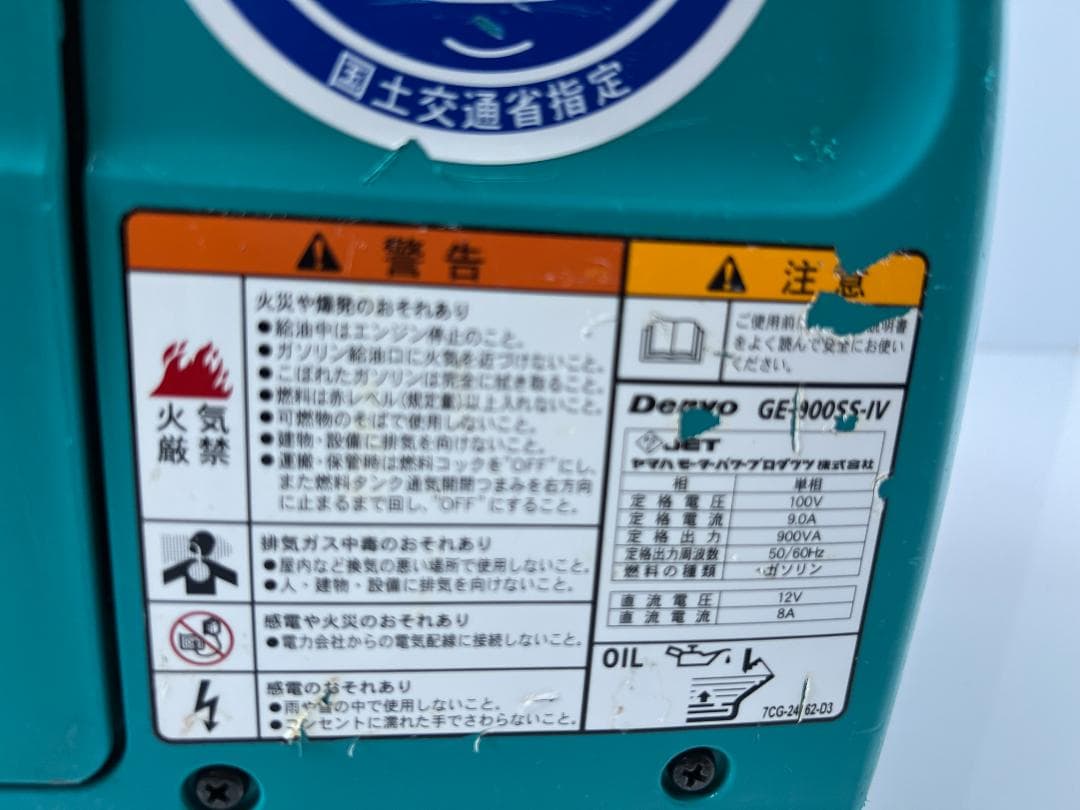 国土交通省指定
警告
火気
厳禁
火災や爆発のおそれあり
●給油中はエンジン停止のこと。
●ガソリン給油口に火気を近づけないこと。
●こぼれたガソリンは完全に拭き取ること。
●燃料は赤レベル(規定量)以上入れないこと。
●可燃物のそばで使用しないこと。
●建物・設備に排気を向けないこと。
●運搬・保管時は燃料コックを"OFF"にし、
また燃料タンク通気開閉つまみを右方向
に止まるまで回し、"OFF"にすること。
排気ガス中毒のおそれあり
●屋内など換気の悪い場所で使用しないこと。
●人・建物・設備に排気を向けないこと。
感電や火災のおそれあり
●電力会社からの電気配線に接続しないこと。
感電のおそれあり
●雨や雪の中で使用しないこと。
●コンセントに濡れた手でさわらないこと。
注意
ご使用前に 説明書
をよく読んで安全にお使い
ください。
Denyo GE-900SS-IV
JET
ヤマハモーターパワープロダクツ株式会社
相 単相
定格電圧 100V
定格電流 9.0A
定格出力 900VA
定格出力周波数 50/60Hz
燃料の種類 ガソリン
直流電圧 12V
直流電流 8A
OIL
7CG-24 62-D3